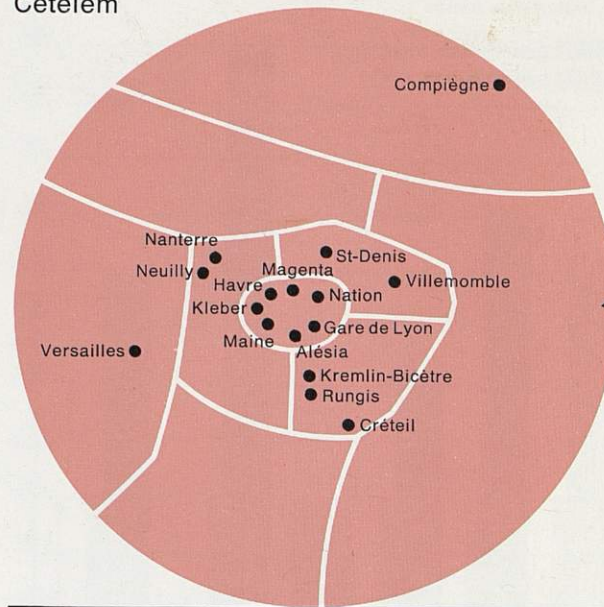 Cetelem
Compiègne
Nanterre
St-Denis
Neuilly
Magenta
Villemomble
Havre
Nation
Kleber
Gare de Lyon
Maine
Alésia
Versailles
Kremlin-Bicètre
Rungis
Créteil